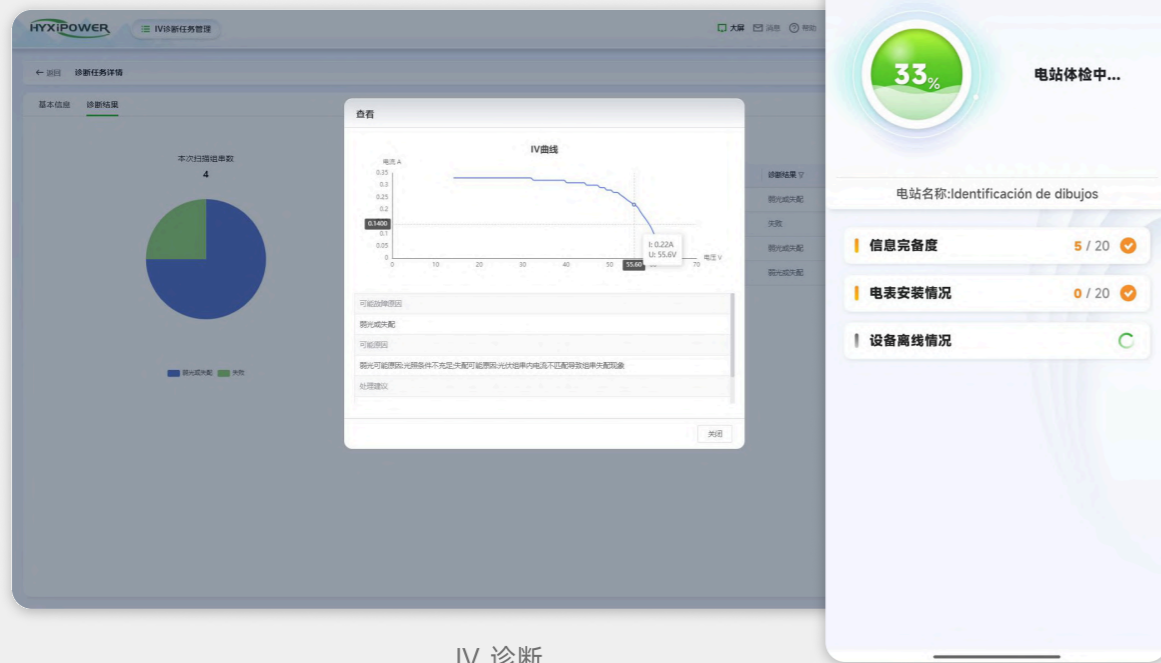 HYXiPOWER
IV诊断任务管理
大屏
消息
帮助
返回
诊断任务详情
基本信息
诊断结果
本次扫描组串数
4
弱光或失配
失败
查看
IV曲线
电流 A
0.35
0.3
0.25
0.2
0.1400
0.1
0.05
0
0
10
20
30
40
50
55.60
70
电压 V
I: 0.22A
U: 55.6V
可能故障原因
弱光或失配
可能原因
弱光可能原因:光照条件不充足;失配可能原因:光伏组串内电流不匹配导致组串失配现象
处理建议
关闭
诊断结果
弱光或失配
失败
弱光或失配
弱光或失配
33%
电站体检中...
电站名称:Identificación de dibujos
信息完备度
5 / 20
电表安装情况
0 / 20
设备离线情况
IV 诊断